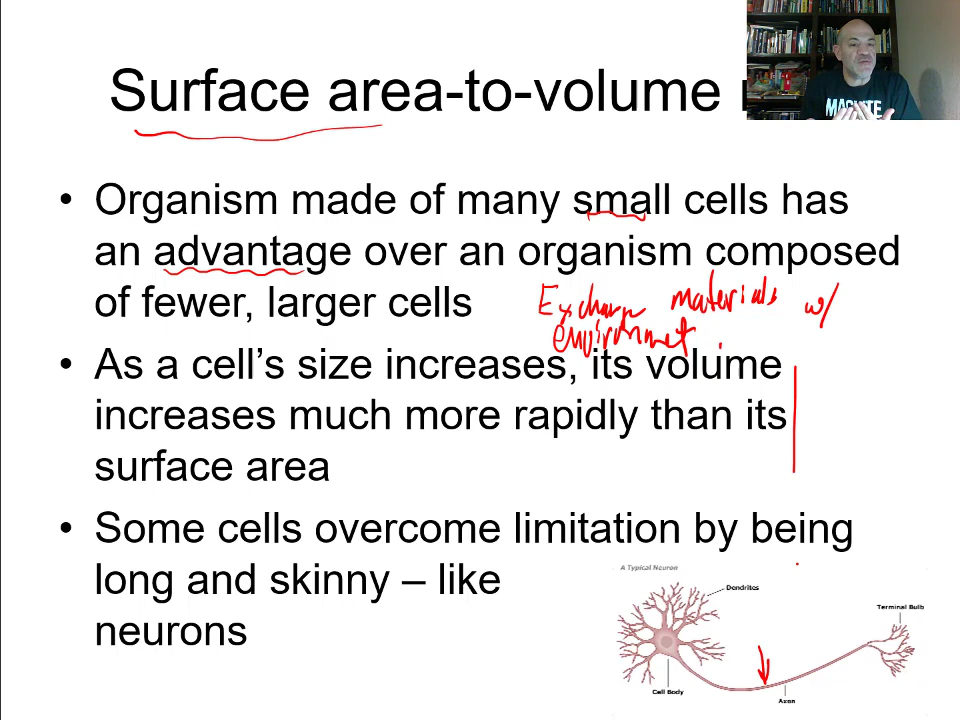 Surface area-to-volume
MACHETE
• Organism made of many small cells has
an advantage over an organism composed
of fewer, larger cells
Exchange materials w/
environment
• As a cell's size increases, its volume
increases much more rapidly than its
surface area
• Some cells overcome limitation by being
long and skinny – like
neurons
A Typical Neuron
Dendrites
Terminal Bulb
Cell Body
Axon